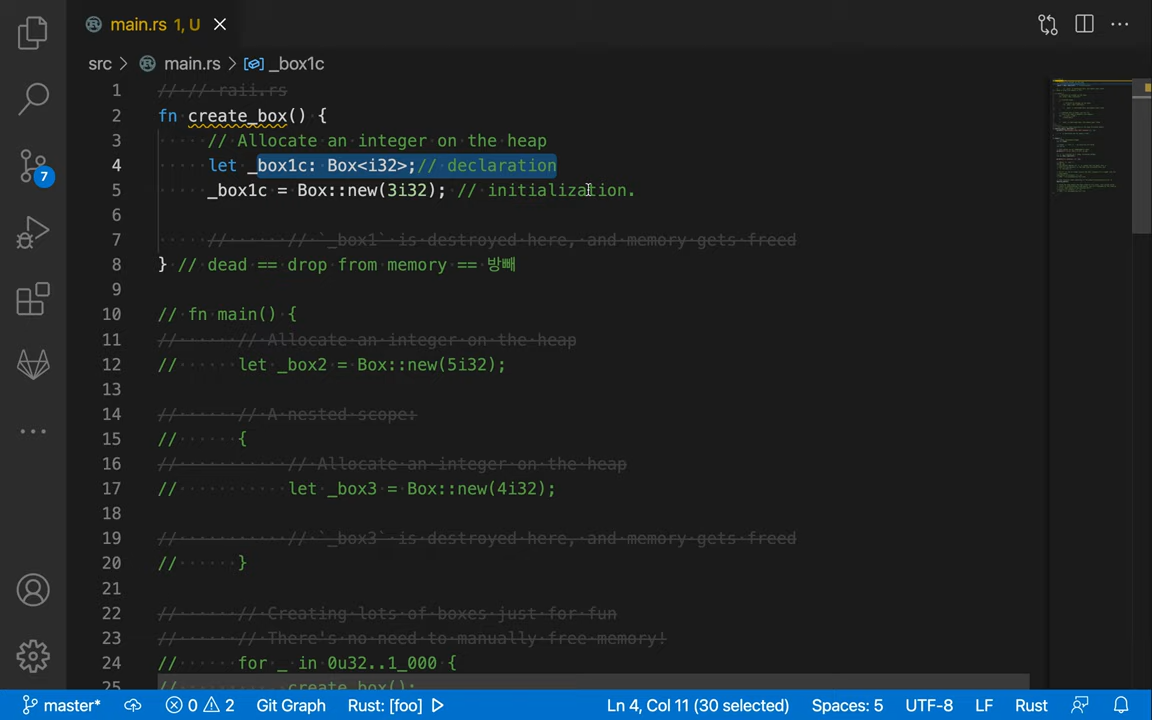 main.rs 1, U
src > main.rs > _box1c
1 // // raii.rs
2 fn create_box() {
3 // Allocate an integer on the heap
4 let _box1c: Box<i32>;// declaration
5 _box1c = Box::new(3i32); // initialization.
6
7 // // `_box1` is destroyed here, and memory gets freed
8 } // dead == drop from memory == 방빼
9
10 // fn main() {
11 // // Allocate an integer on the heap
12 // let _box2 = Box::new(5i32);
13
14 // // A nested scope:
15 // {
16 // // Allocate an integer on the heap
17 // let _box3 = Box::new(4i32);
18
19 // // `_box3` is destroyed here, and memory gets freed
20 // }
21
22 // // Creating lots of boxes just for fun
23 // // There's no need to manually free memory!
24 // for _ in 0u32..1_000 {
25 // create_box();
7
master* 0 2 Git Graph Rust: [foo] Ln 4, Col 11 (30 selected) Spaces: 5 UTF-8 LF Rust